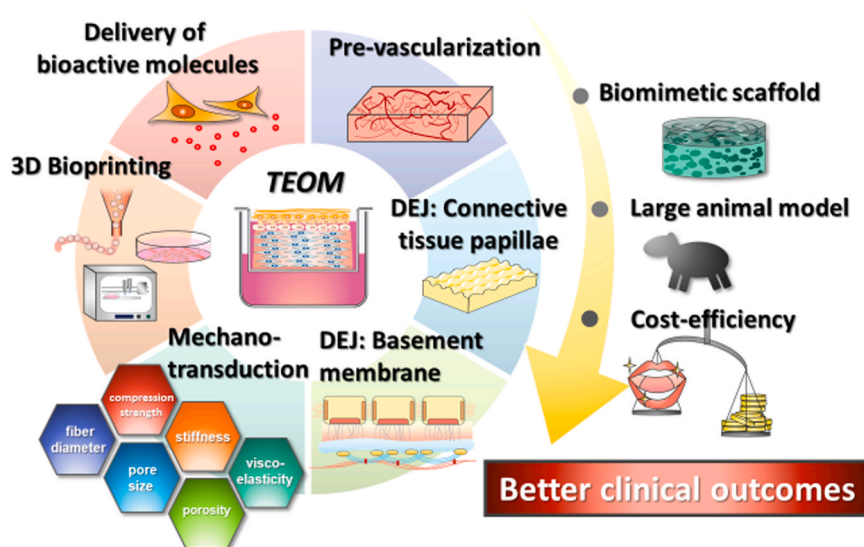 Delivery of
bioactive molecules
Pre-vascularization
3D Bioprinting
TEOM
DEJ: Connective
tissue papillae
Mechano-
transduction
DEJ: Basement
membrane
compression
strength
fiber
diameter
stiffness
pore
size
visco-
elasticity
porosity
Biomimetic scaffold
Large animal model
Cost-efficiency
Better clinical outcomes